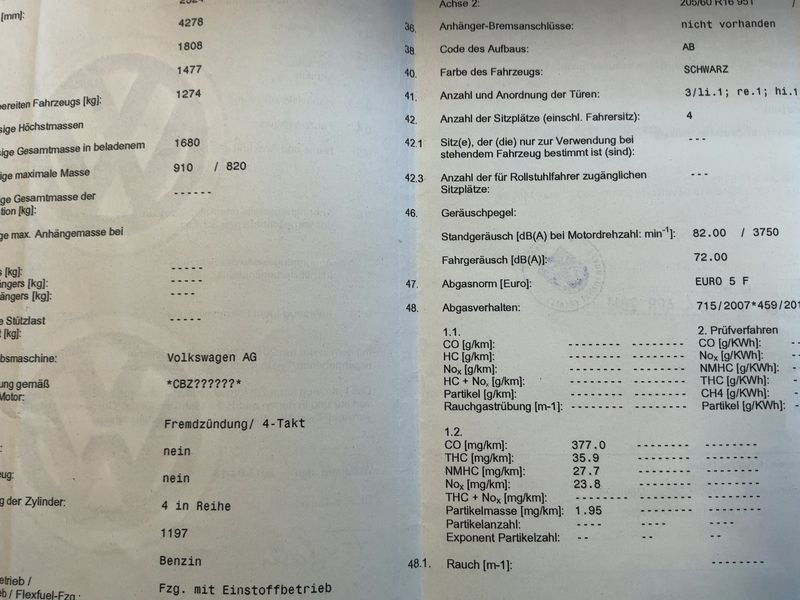 [mm]:
4278
1808
1477
bereiten Fahrzeugs [kg]: 1274
sige Höchstmassen
sige Gesamtmasse in beladenem 1680
ige maximale Masse 910 / 820
ige Gesamtmasse der ------
tion [kg]:
ge max. Anhängemasse bei
s [kg]: -----
ngers [kg]: -----
ängers [kg]: ----
e Stützlast -----
t [kg]:
bsmaschine: Volkswagen AG
ung gemäß *CBZ??????*
Motor:
Fremdzündung/ 4-Takt
nein
ug: nein
g der Zylinder: 4 in Reihe
1197
Benzin
etrieb / Fzg. mit Einstoffbetrieb
b / Flexfuel-Fzg.:
Achse 2: 205/60 R16 95T /
36. Anhänger-Bremsanschlüsse: nicht vorhanden
38. Code des Aufbaus: AB
40. Farbe des Fahrzeugs: SCHWARZ
41. Anzahl und Anordnung der Türen: 3/li.1; re.1; hi.1
42. Anzahl der Sitzplätze (einschl. Fahrersitz): 4
42.1 Sitz(e), der (die) nur zur Verwendung bei ---
stehendem Fahrzeug bestimmt ist (sind):
42.3 Anzahl der für Rollstuhlfahrer zugänglichen ---
Sitzplätze:
46. Geräuschpegel:
Standgeräusch [dB(A) bei Motordrehzahl: min-1]: 82.00 / 3750
Fahrgeräusch [dB(A)]: 72.00
47. Abgasnorm [Euro]: EURO 5 F
48. Abgasverhalten: 715/2007*459/201
1.1. 2. Prüfverfahren
CO [g/km]: -------- -------- CO [g/KWh]: --
HC [g/km]: -------- -------- Nox [g/KWh]: --
Nox [g/km]: -------- -------- NMHC [g/KWh]: --
HC + Nox [g/km]: -------- -------- THC [g/KWh]: --
Partikel [g/km]: -------- -------- CH4 [g/KWh]: --
Rauchgastrübung [m-1]: -------- -------- Partikel [g/KWh]: --
1.2.
CO [mg/km]: 377.0 -------- --------
THC [mg/km]: 35.9 -------- --------
NMHC [mg/km]: 27.7 -------- --------
Nox [mg/km]: 23.8 -------- --------
THC + Nox [mg/km]: -------- -------- --------
Partikelmasse [mg/km]: 1.95 -------- --------
Partikelanzahl: ---- ---- ----
Exponent Partikelzahl: -- -- --
48.1. Rauch [m-1]: --------